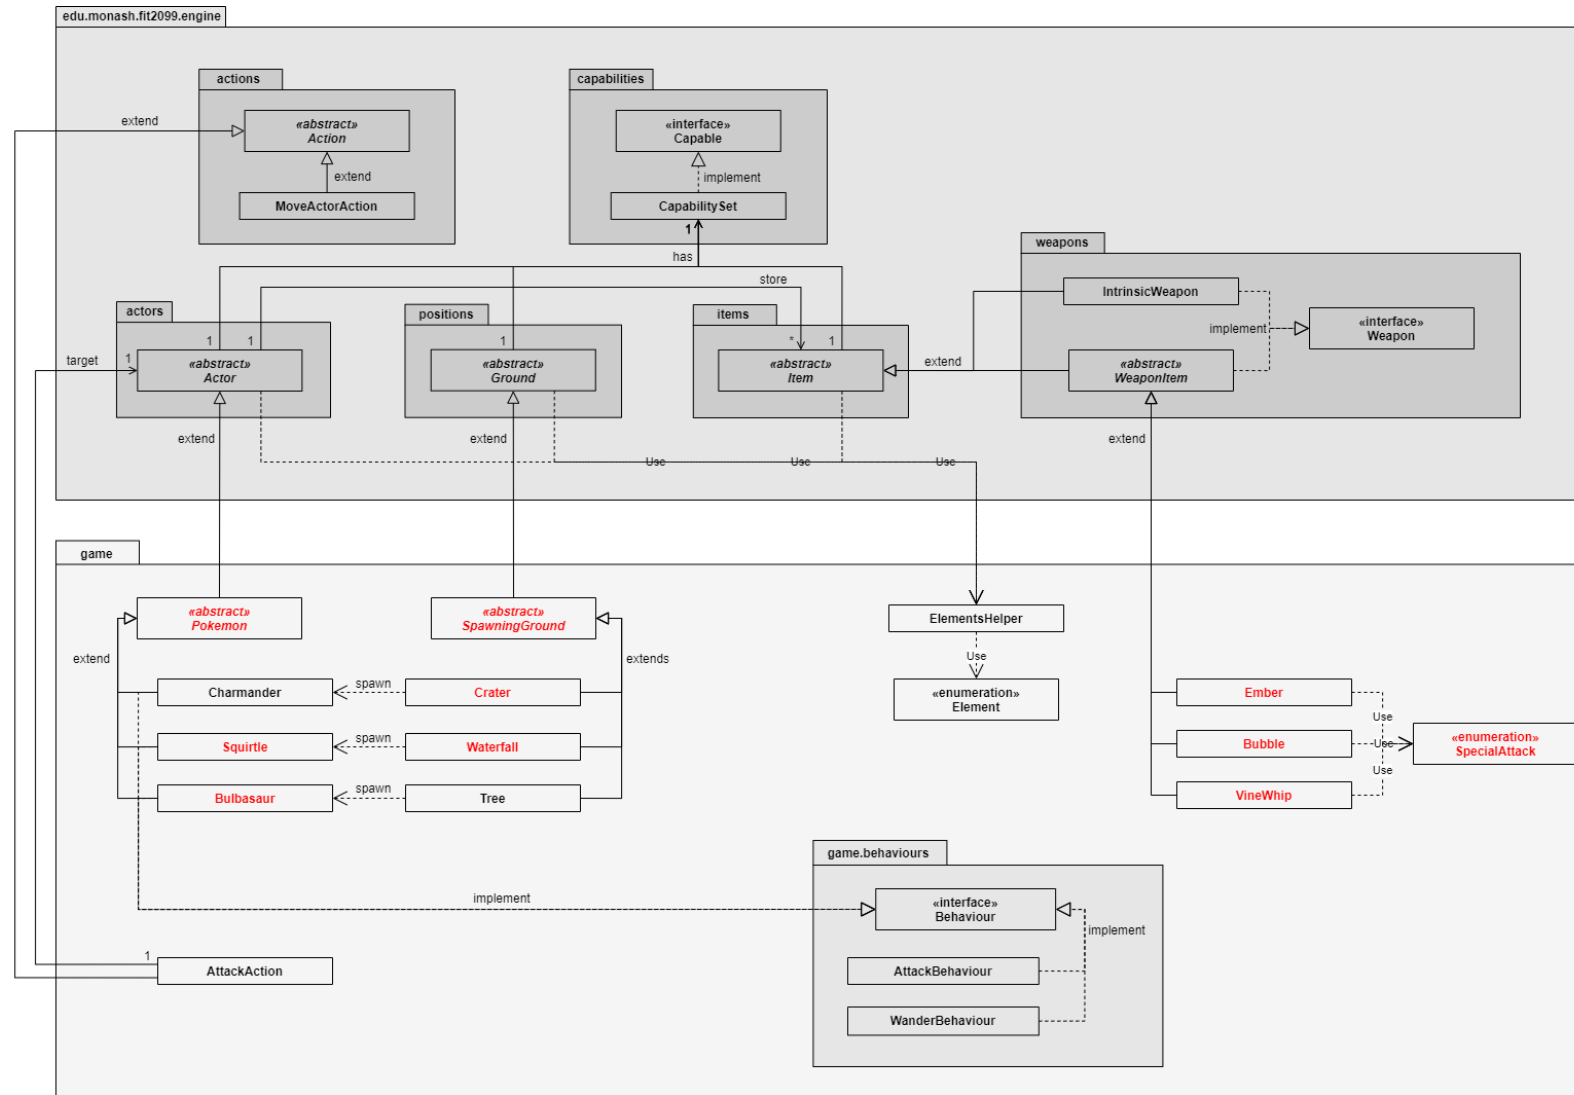 edu.monash.fit2099.engine
actions
capabilities
extend
«abstract»
Action
«interface»
Capable
extend
implement
MoveActorAction
CapabilitySet
1
has
weapons
store
IntrinsicWeapon
actors
positions
items
implement
«interface»
Weapon
target
1
1
1
1
*
1
«abstract»
Actor
«abstract»
Ground
«abstract»
Item
extend
«abstract»
WeaponItem
extend
extend
extend
Use
Use
Use
game
«abstract»
Pokemon
«abstract»
SpawningGround
ElementsHelper
extend
extends
Use
Charmander
spawn
Crater
«enumeration»
Element
Ember
Use
Squirtle
spawn
Waterfall
Bubble
Use
«enumeration»
SpecialAttack
Use
Bulbasaur
spawn
Tree
VineWhip
game.behaviours
implement
«interface»
Behaviour
implement
1
AttackAction
AttackBehaviour
WanderBehaviour